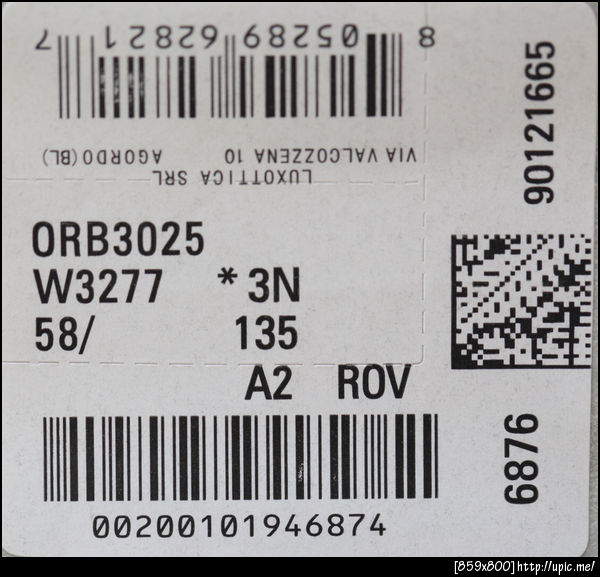 LUXOTTICA SRL
VIA VALCOZZENA 10 AGORDO(BL)
8 05289 62821 7
90121665
ORB3025
W3277 *3N
58/ 135
A2 ROV
6876
00200101946874
[859x800]http://upic.me/